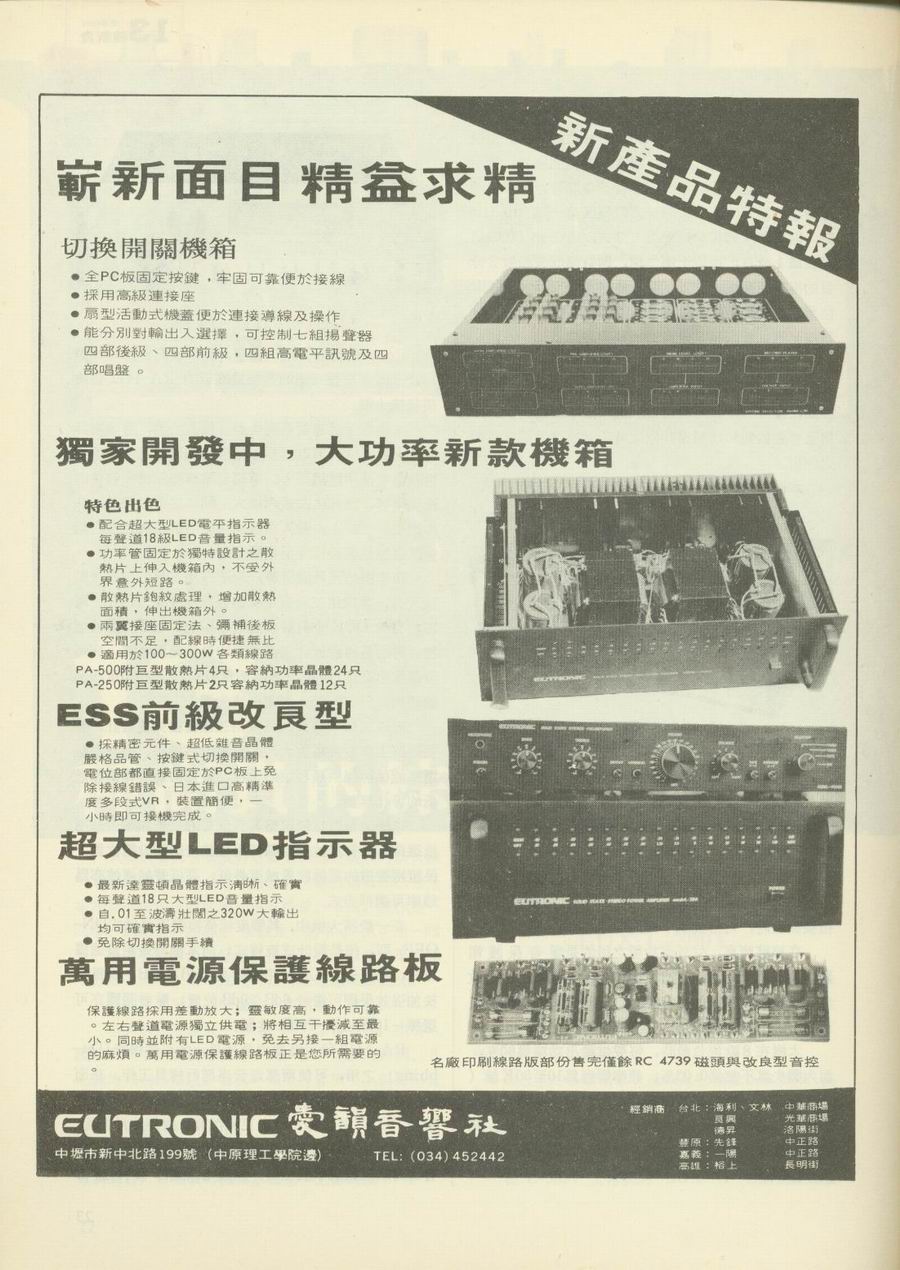 新產品特報
嶄新面目精益求精
切換開關機箱
●全PC板固定按鍵，牢固可靠便於接線
●採用高級連接座
●扇型活動式機蓋便於連接導線及操作
●能分別對輸出入選擇，可控制七組揚聲器
四部後級、四部前級，四組高電平訊號及四
部唱盤。
獨家開發中，大功率新款機箱
特色出色
●配合超大型LED電平指示器
每聲道18級LED音量指示。
●功率管固定於獨特設計之散
熱片上伸入機箱內，不受外
界意外短路。
●散熱片鉋紋處理，增加散熱
面積，伸出機箱外。
●兩翼接座固定法、彌補後板
空間不足，配線時便捷無比
●適用於100～300W各類線路
PA-500附巨型散熱片4只，容納功率晶體24只
PA-250附巨型散熱片2只容納功率晶體12只
EUTRONIC
ESS前級改良型
●採精密元件、超低雜音晶體
嚴格品管、按鍵式切換開關，
電位部都直接固定於PC板上免
除接線錯誤、日本進口高精準
度多段式VR，裝置簡便，一
小時即可接機完成。
EUTRONIC
超大型LED指示器
●最新達靈頓晶體指示清晰、確實
●每聲道18只大型LED音量指示
●自.01至波濤壯闊之320W大輸出
均可確實指示
●免除切換開關手續
POWER
EUTRONIC SOLID STATE STEREO POWER AMPLIFIER
萬用電源保護線路板
保護線路採用差動放大；靈敏度高，動作可靠
。左右聲道電源獨立供電；將相互干擾減至最
小。同時並附有LED電源，免去另接一組電源
的麻煩。萬用電源保護線路板正是您所需要的
。
名廠印刷線路版部份售完僅餘RC 4739磁頭與改良型音控
EUTRONIC愛韻音響社
中壢市新中北路199號（中原理工學院邊） TEL: (034) 452442
經銷商 台北：海利、文林 中華商場
良興 光華商場
德昇 洛陽街
豐原：先鋒 中正路
嘉義：一陽 中正路
高雄：裕上 長明街